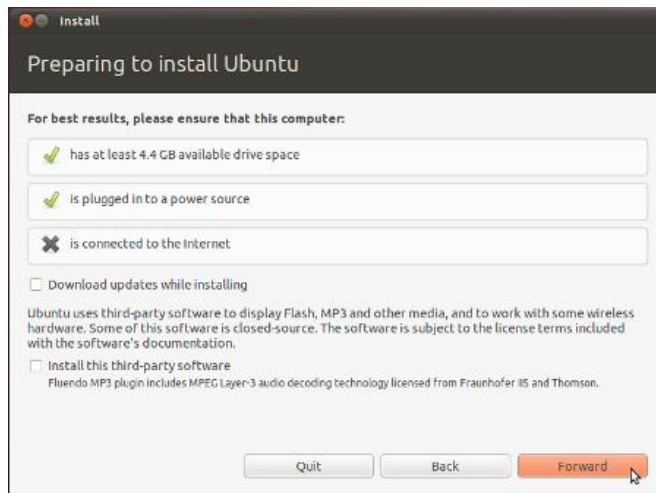 Install
Preparing to install Ubuntu
For best results, please ensure that this computer:
has at least 4.4 GB available drive space
is plugged in to a power source
is connected to the Internet
Download updates while installing
Ubuntu uses third-party software to display Flash, MP3 and other media, and to work with some wireless
hardware. Some of this software is closed-source. The software is subject to the license terms included
with the software's documentation.
Install this third-party software
Fluendo MP3 plugin includes MPEG Layer-3 audio decoding technology licensed from Fraunhofer IIS and Thomson.
Quit Back Forward